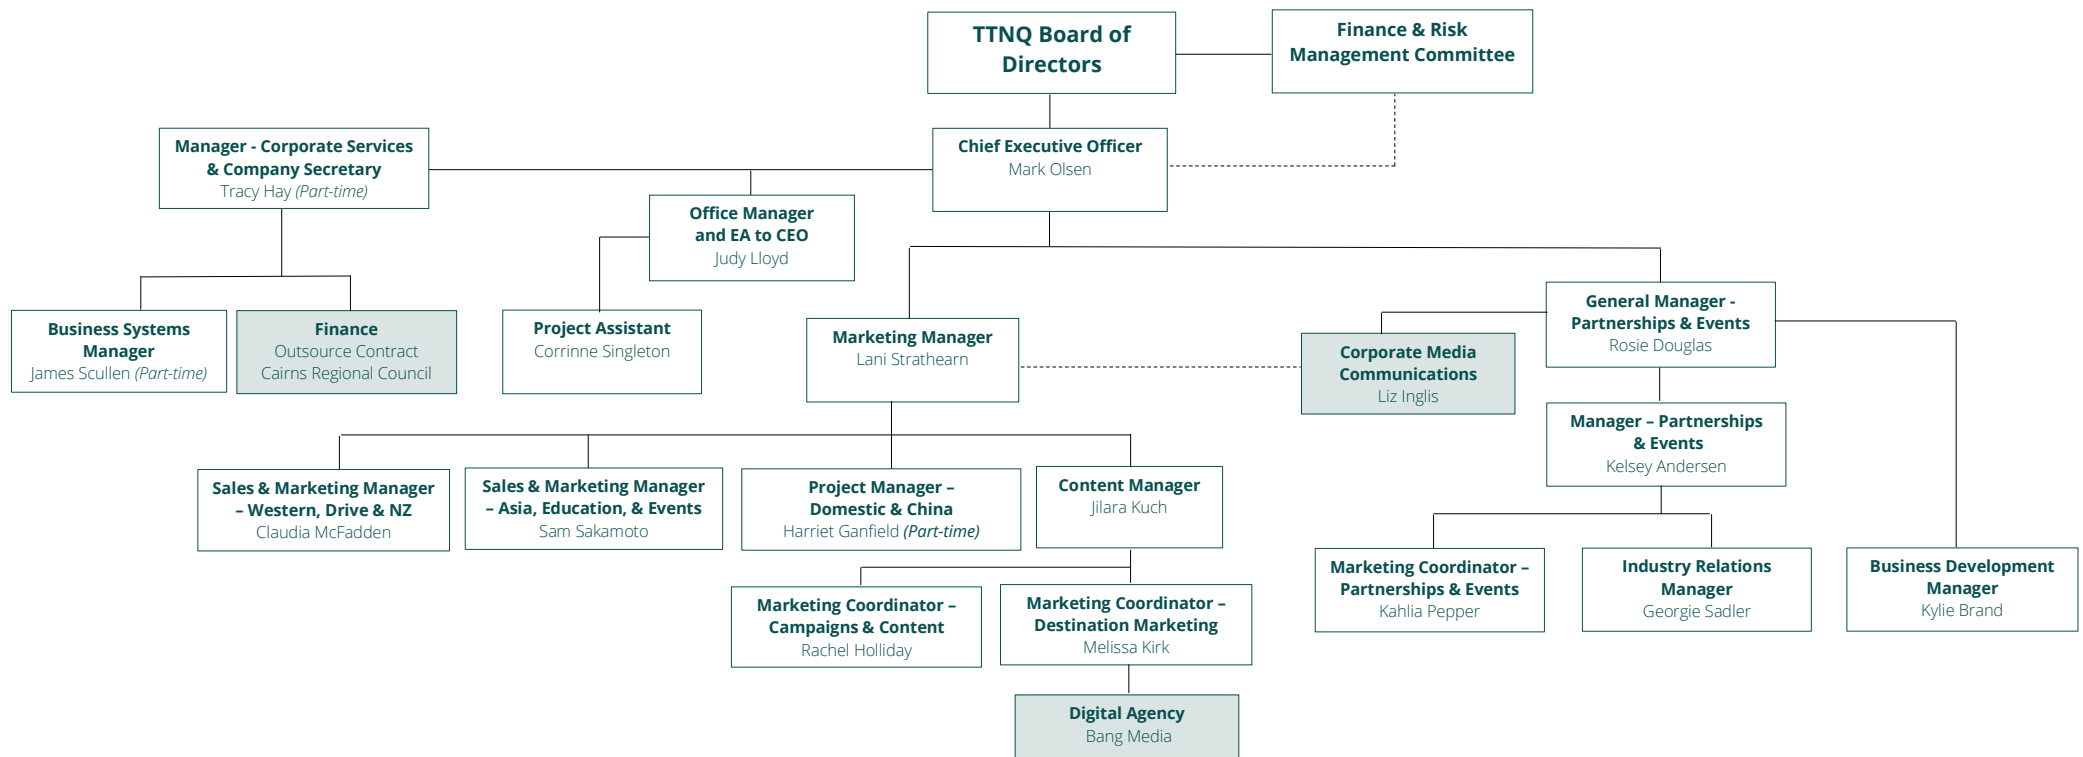 TTNQ Board of
Directors
Finance & Risk
Management Committee
Manager - Corporate Services
& Company Secretary
Tracy Hay (Part-time)
Chief Executive Officer
Mark Olsen
Office Manager
and EA to CEO
Judy Lloyd
Business Systems
Manager
James Scullen (Part-time)
Finance
Outsource Contract
Cairns Regional Council
Project Assistant
Corrinne Singleton
Marketing Manager
Lani Strathearn
Corporate Media
Communications
Liz Inglis
General Manager -
Partnerships & Events
Rosie Douglas
Manager – Partnerships
& Events
Kelsey Andersen
Sales & Marketing Manager
– Western, Drive & NZ
Claudia McFadden
Sales & Marketing Manager
– Asia, Education, & Events
Sam Sakamoto
Project Manager –
Domestic & China
Harriet Ganfield (Part-time)
Content Manager
Jilara Kuch
Marketing Coordinator –
Campaigns & Content
Rachel Holliday
Marketing Coordinator –
Destination Marketing
Melissa Kirk
Marketing Coordinator –
Partnerships & Events
Kahlia Pepper
Industry Relations
Manager
Georgie Sadler
Business Development
Manager
Kylie Brand
Digital Agency
Bang Media